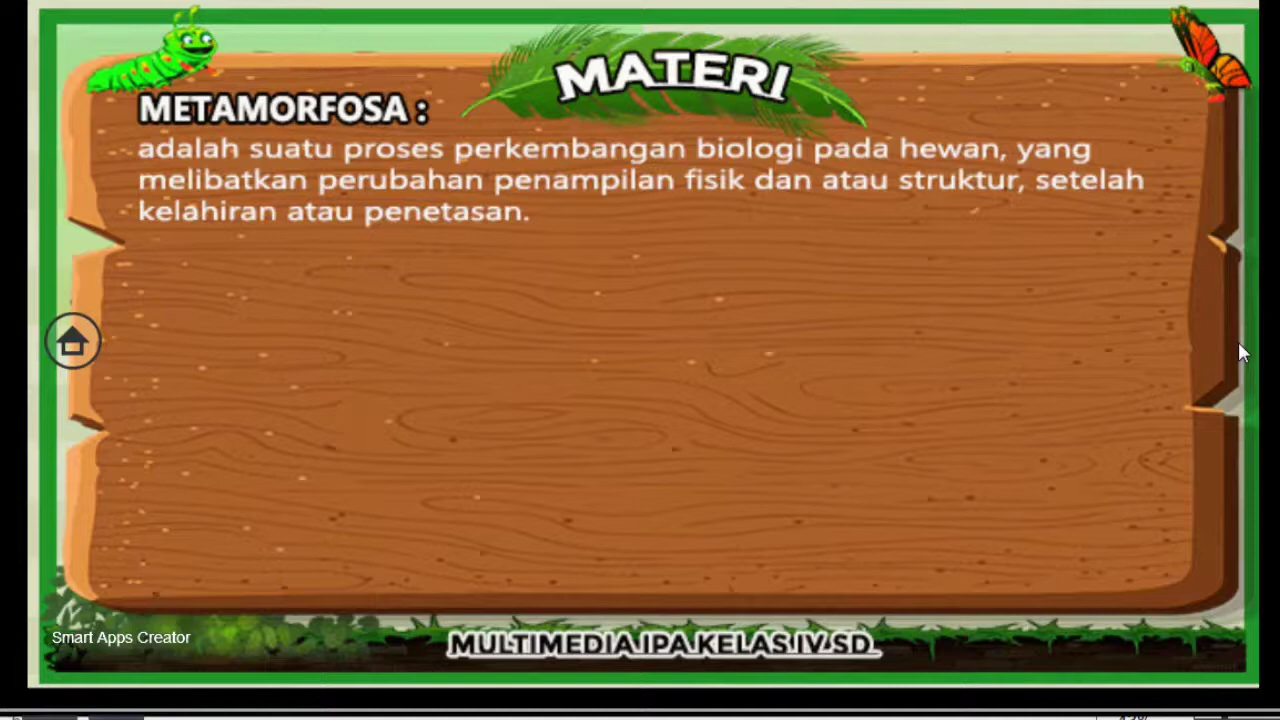 MATERI
METAMORFOSA :
adalah suatu proses perkembangan biologi pada hewan, yang
melibatkan perubahan penampilan fisik dan atau struktur, setelah
kelahiran atau penetasan.
Smart Apps Creator
MULTIMEDIA IPA KELAS IV SD